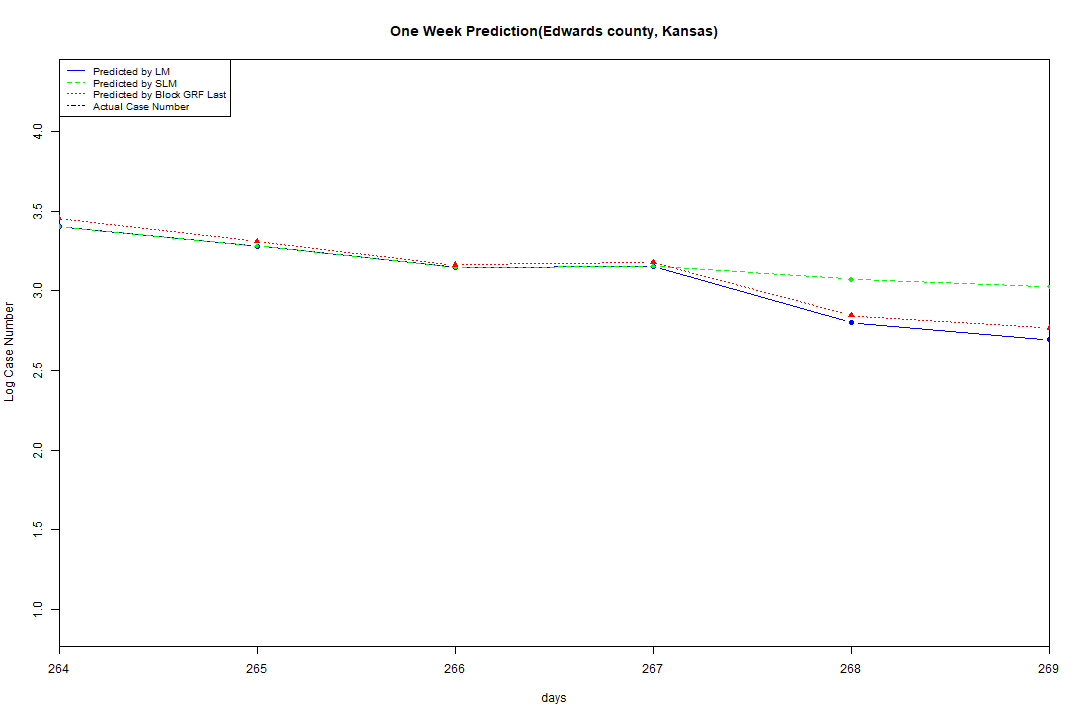 One Week Prediction(Edwards county, Kansas)
Predicted by LM
Predicted by SLM
Predicted by Block GRF Last
Actual Case Number
Log Case Number
4.0
3.5
3.0
2.5
2.0
1.5
1.0
264 265 266 267 268 269
days